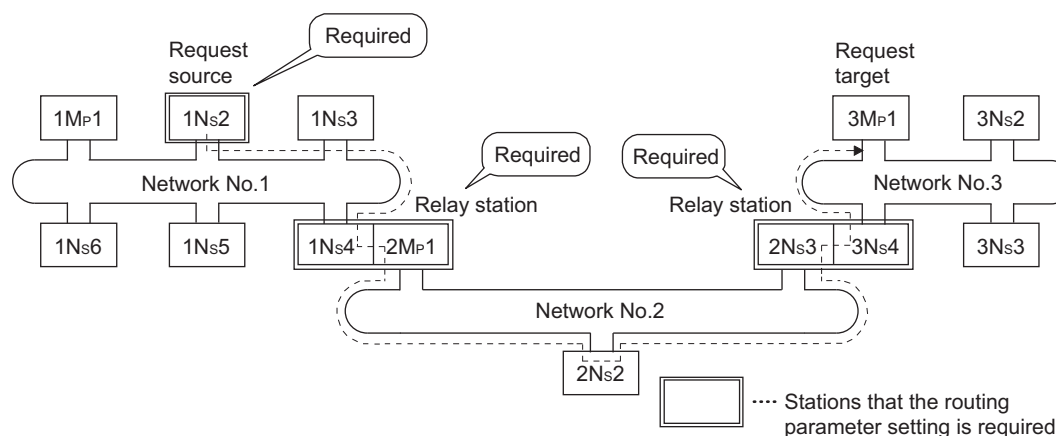 Required
Request
source
Request
target
1MP1
1NS2
1NS3
3MP1
3NS2
Required
Required
Network No.1
Network No.3
Relay station
Relay station
1NS6
1NS5
1NS4
2MP1
2NS3
3NS4
3NS3
Network No.2
2NS2
Stations that the routing
parameter setting is required